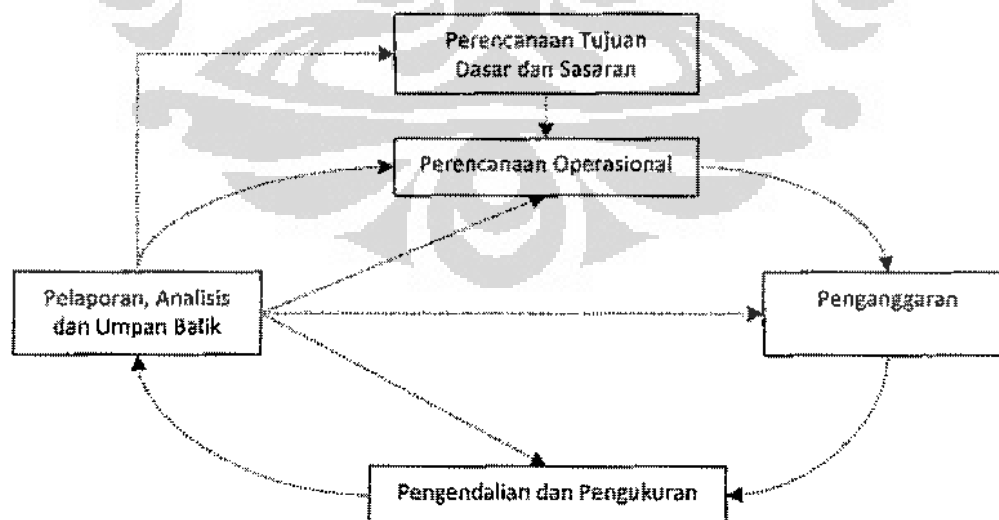 Perencanaan Tujuan
Dasar dan Sasaran
Perencanaan Operasional
Pelaporan, Analisis
dan Umpan Balik
Penganggaran
Pengendalian dan Pengukuran